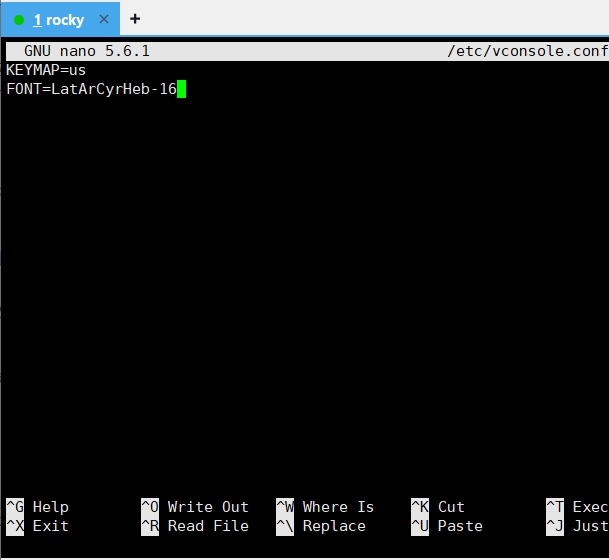 1 rocky × +
GNU nano 5.6.1 /etc/vconsole.conf
KEYMAP=us
FONT=LatArCyrHeb-16
^G Help ^O Write Out ^W Where Is ^K Cut ^T Exec
^X Exit ^R Read File ^\ Replace ^U Paste ^J Just